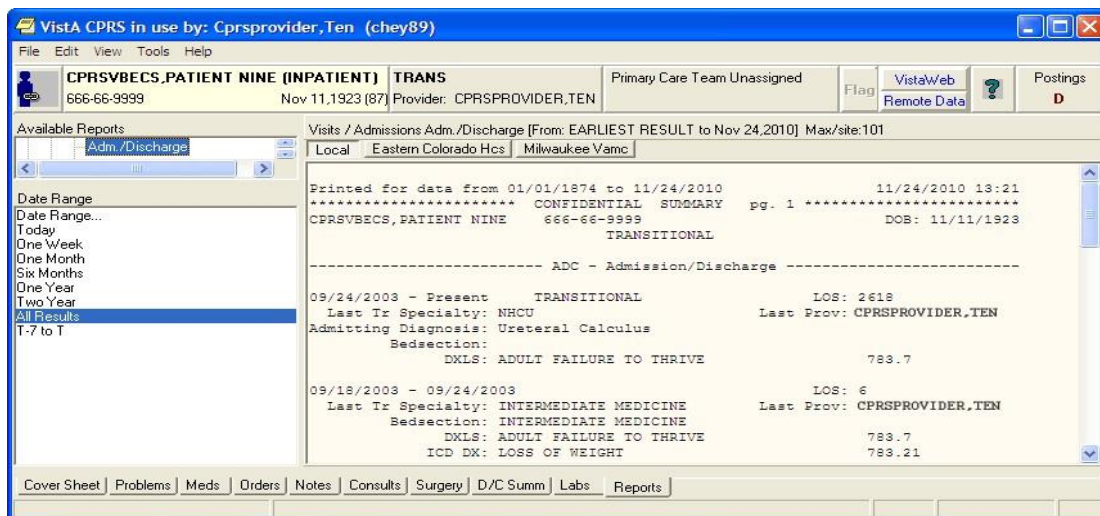 VistA CPRS in use by: Cprsprovider,Ten (chey89)
File Edit View Tools Help
CPRSVBECS,PATIENT NINE (INPATIENT) TRANS Primary Care Team Unassigned Flag VistaWeb ? Postings
666-66-9999 Nov 11,1923 (87) Provider: CPRSPROVIDER,TEN Remote Data D
Available Reports
Adm./Discharge
Date Range
Date Range...
Today
One Week
One Month
Six Months
One Year
Two Year
All Results
T-7 to T
Visits / Admissions Adm./Discharge [From: EARLIEST RESULT to Nov 24,2010] Max/site:101
Local Eastern Colorado Hcs Milwaukee Vamc
Printed for data from 01/01/1874 to 11/24/2010 11/24/2010 13:21
*********************** CONFIDENTIAL SUMMARY pg. 1 ************************
CPRSVBECS,PATIENT NINE 666-66-9999 DOB: 11/11/1923
TRANSITIONAL
-------------------------- ADC - Admission/Discharge --------------------------
09/24/2003 - Present TRANSITIONAL LOS: 2618
Last Tr Specialty: NHCU Last Prov: CPRSPROVIDER,TEN
Admitting Diagnosis: Ureteral Calculus
Bedsection:
DXLS: ADULT FAILURE TO THRIVE 783.7
09/18/2003 - 09/24/2003 LOS: 6
Last Tr Specialty: INTERMEDIATE MEDICINE Last Prov: CPRSPROVIDER,TEN
Bedsection: INTERMEDIATE MEDICINE
DXLS: ADULT FAILURE TO THRIVE 783.7
ICD DX: LOSS OF WEIGHT 783.21
Cover Sheet Problems Meds Orders Notes Consults Surgery D/C Summ Labs Reports